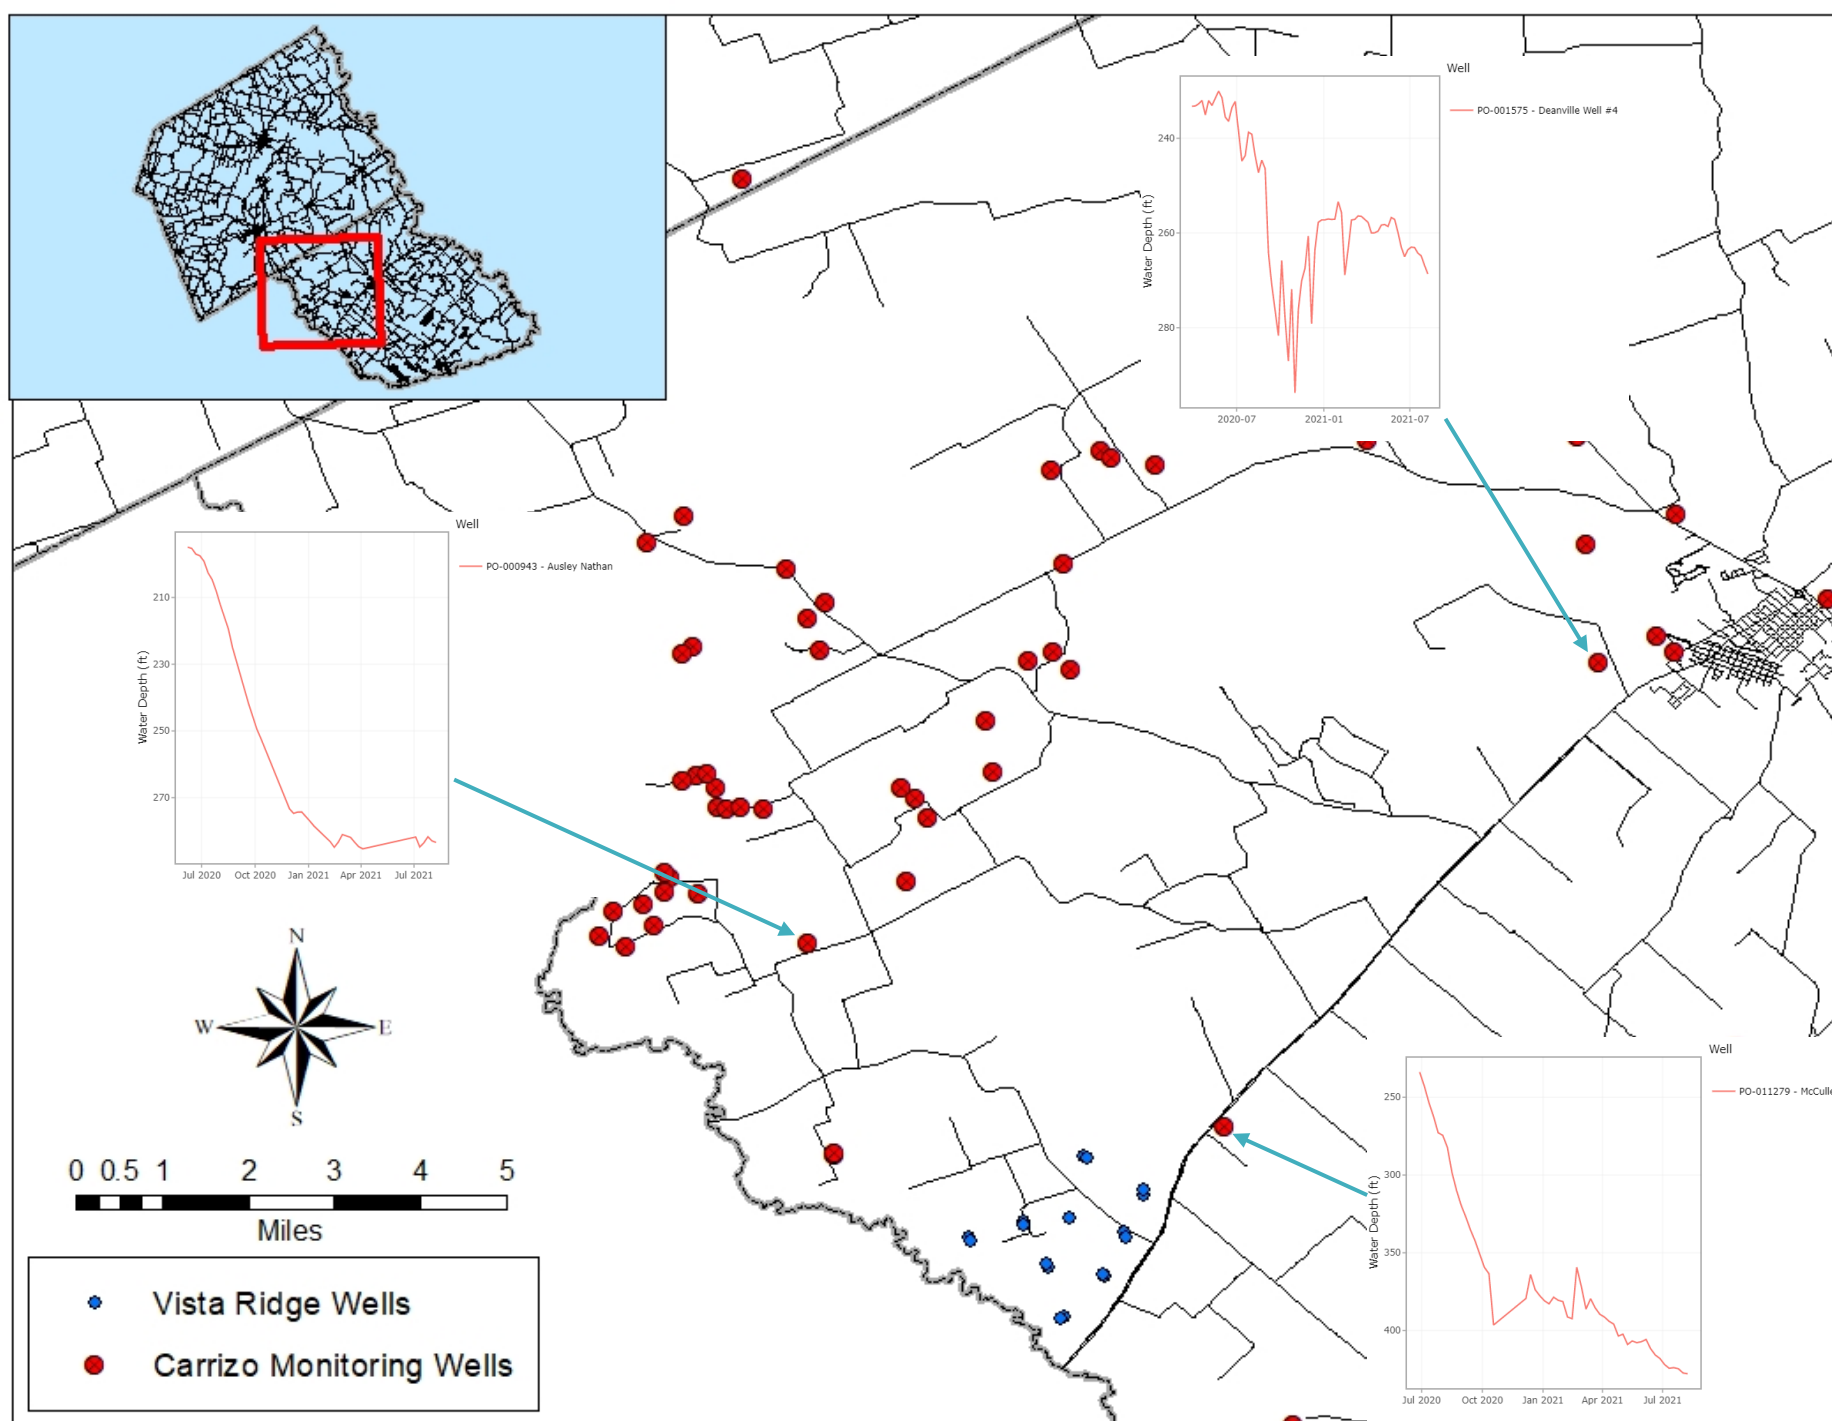 Well
PO-001575 - Deanville Well #4
Water Depth (ft)
240
260
280
2020-07
2021-01
2021-07
Well
PO-000943 - Ausley Nathan
Water Depth (ft)
210
230
250
270
Jul 2020
Oct 2020
Jan 2021
Apr 2021
Jul 2021
N
W
E
S
0 0.5 1 2 3 4 5
Miles
Vista Ridge Wells
Carrizo Monitoring Wells
Well
PO-011279 - McCulle
Water Depth (ft)
250
300
350
400
Jul 2020
Oct 2020
Jan 2021
Apr 2021
Jul 2021